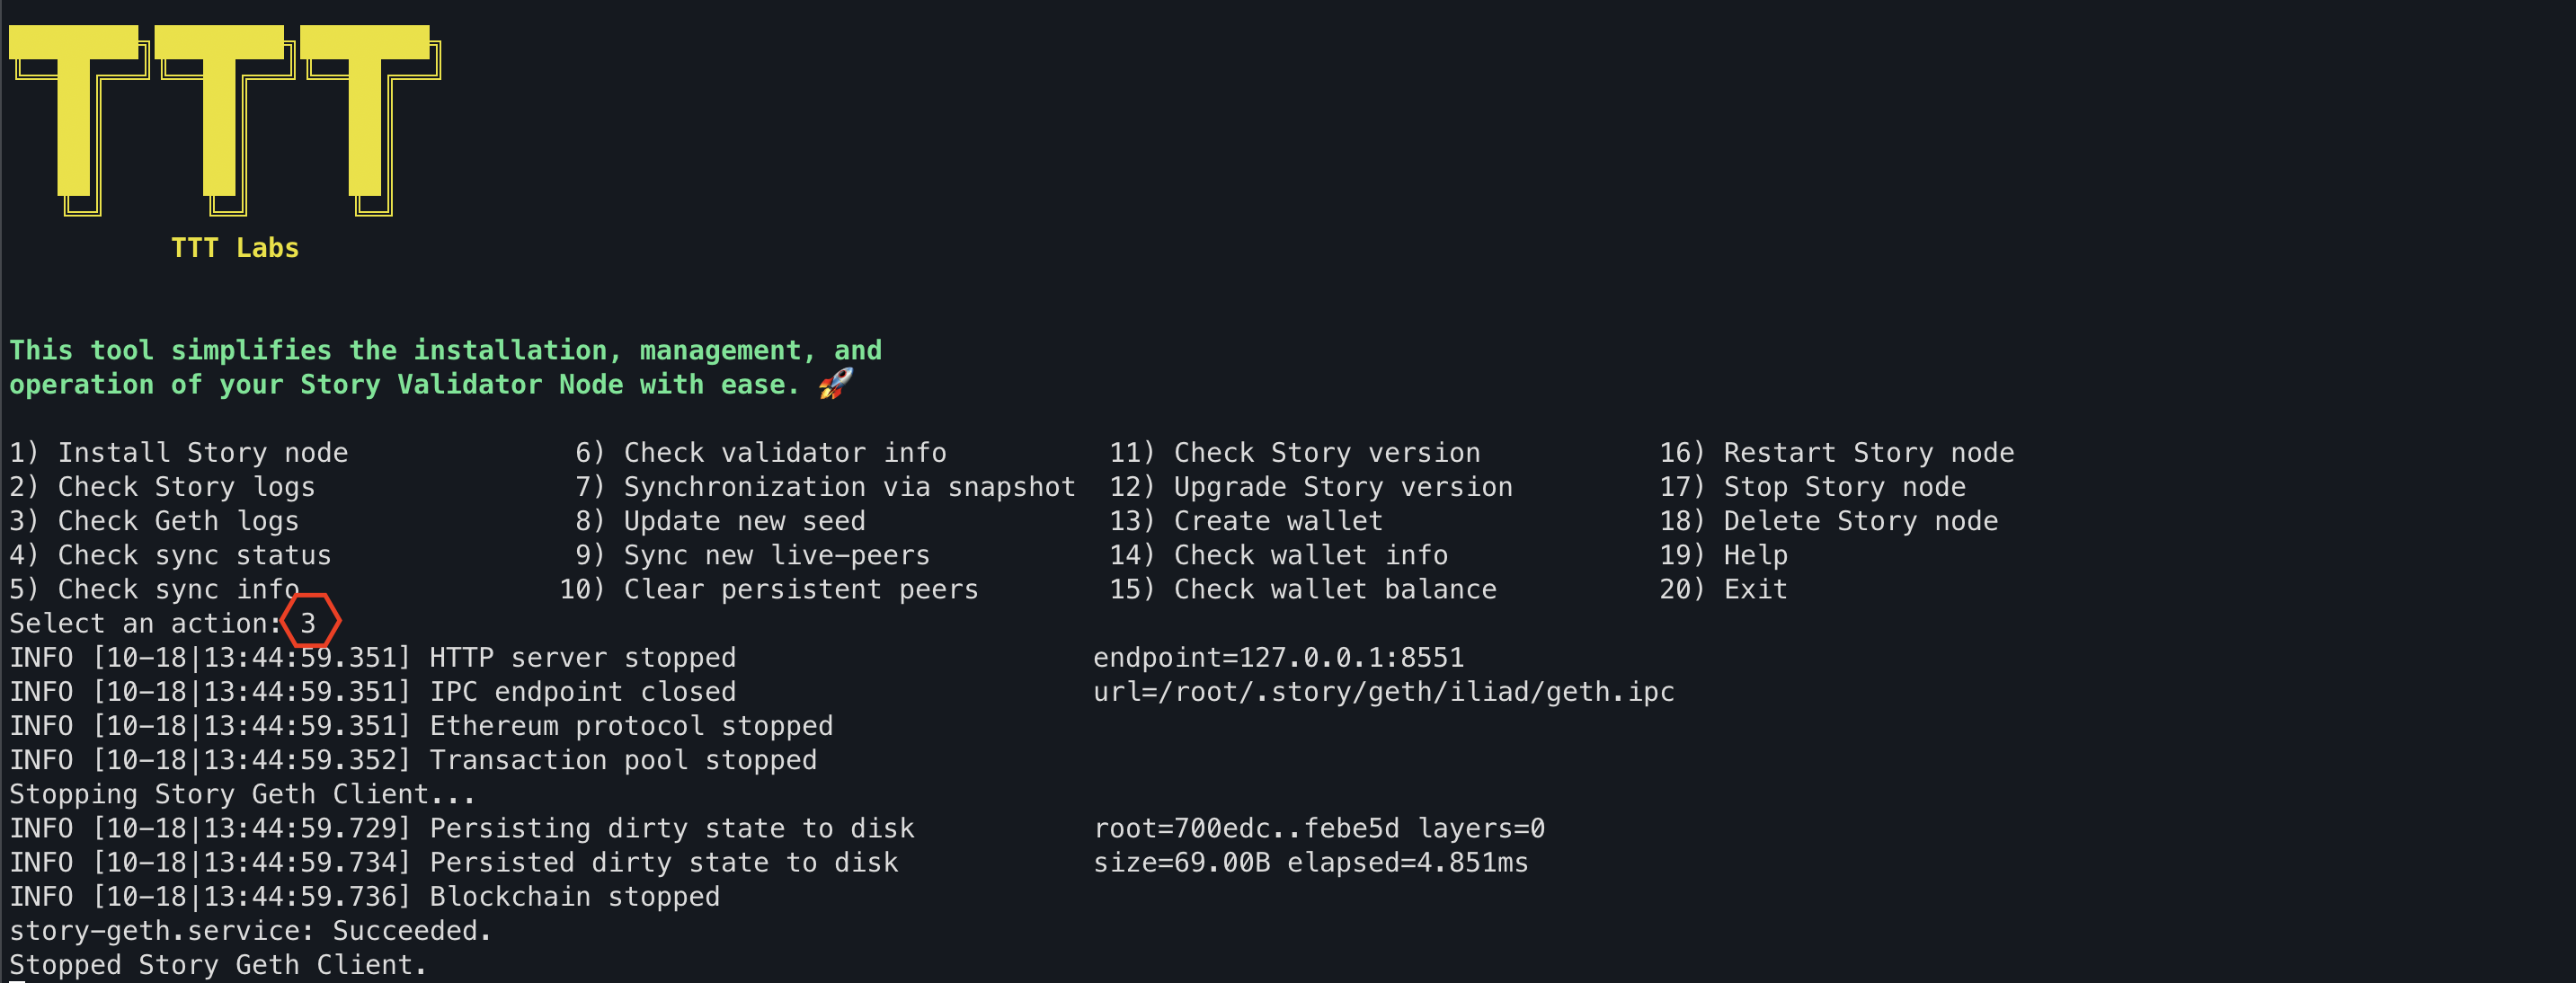 TTT
TTT Labs
This tool simplifies the installation, management, and
operation of your Story Validator Node with ease. 🚀
1) Install Story node 6) Check validator info 11) Check Story version 16) Restart Story node
2) Check Story logs 7) Synchronization via snapshot 12) Upgrade Story version 17) Stop Story node
3) Check Geth logs 8) Update new seed 13) Create wallet 18) Delete Story node
4) Check sync status 9) Sync new live-peers 14) Check wallet info 19) Help
5) Check sync info 10) Clear persistent peers 15) Check wallet balance 20) Exit
Select an action: 3
INFO [10-18|13:44:59.351] HTTP server stopped endpoint=127.0.0.1:8551
INFO [10-18|13:44:59.351] IPC endpoint closed url=/root/.story/geth/iliad/geth.ipc
INFO [10-18|13:44:59.351] Ethereum protocol stopped
INFO [10-18|13:44:59.352] Transaction pool stopped
Stopping Story Geth Client...
INFO [10-18|13:44:59.729] Persisting dirty state to disk root=700edc..febe5d layers=0
INFO [10-18|13:44:59.734] Persisted dirty state to disk size=69.00B elapsed=4.851ms
INFO [10-18|13:44:59.736] Blockchain stopped
story-geth.service: Succeeded.
Stopped Story Geth Client.